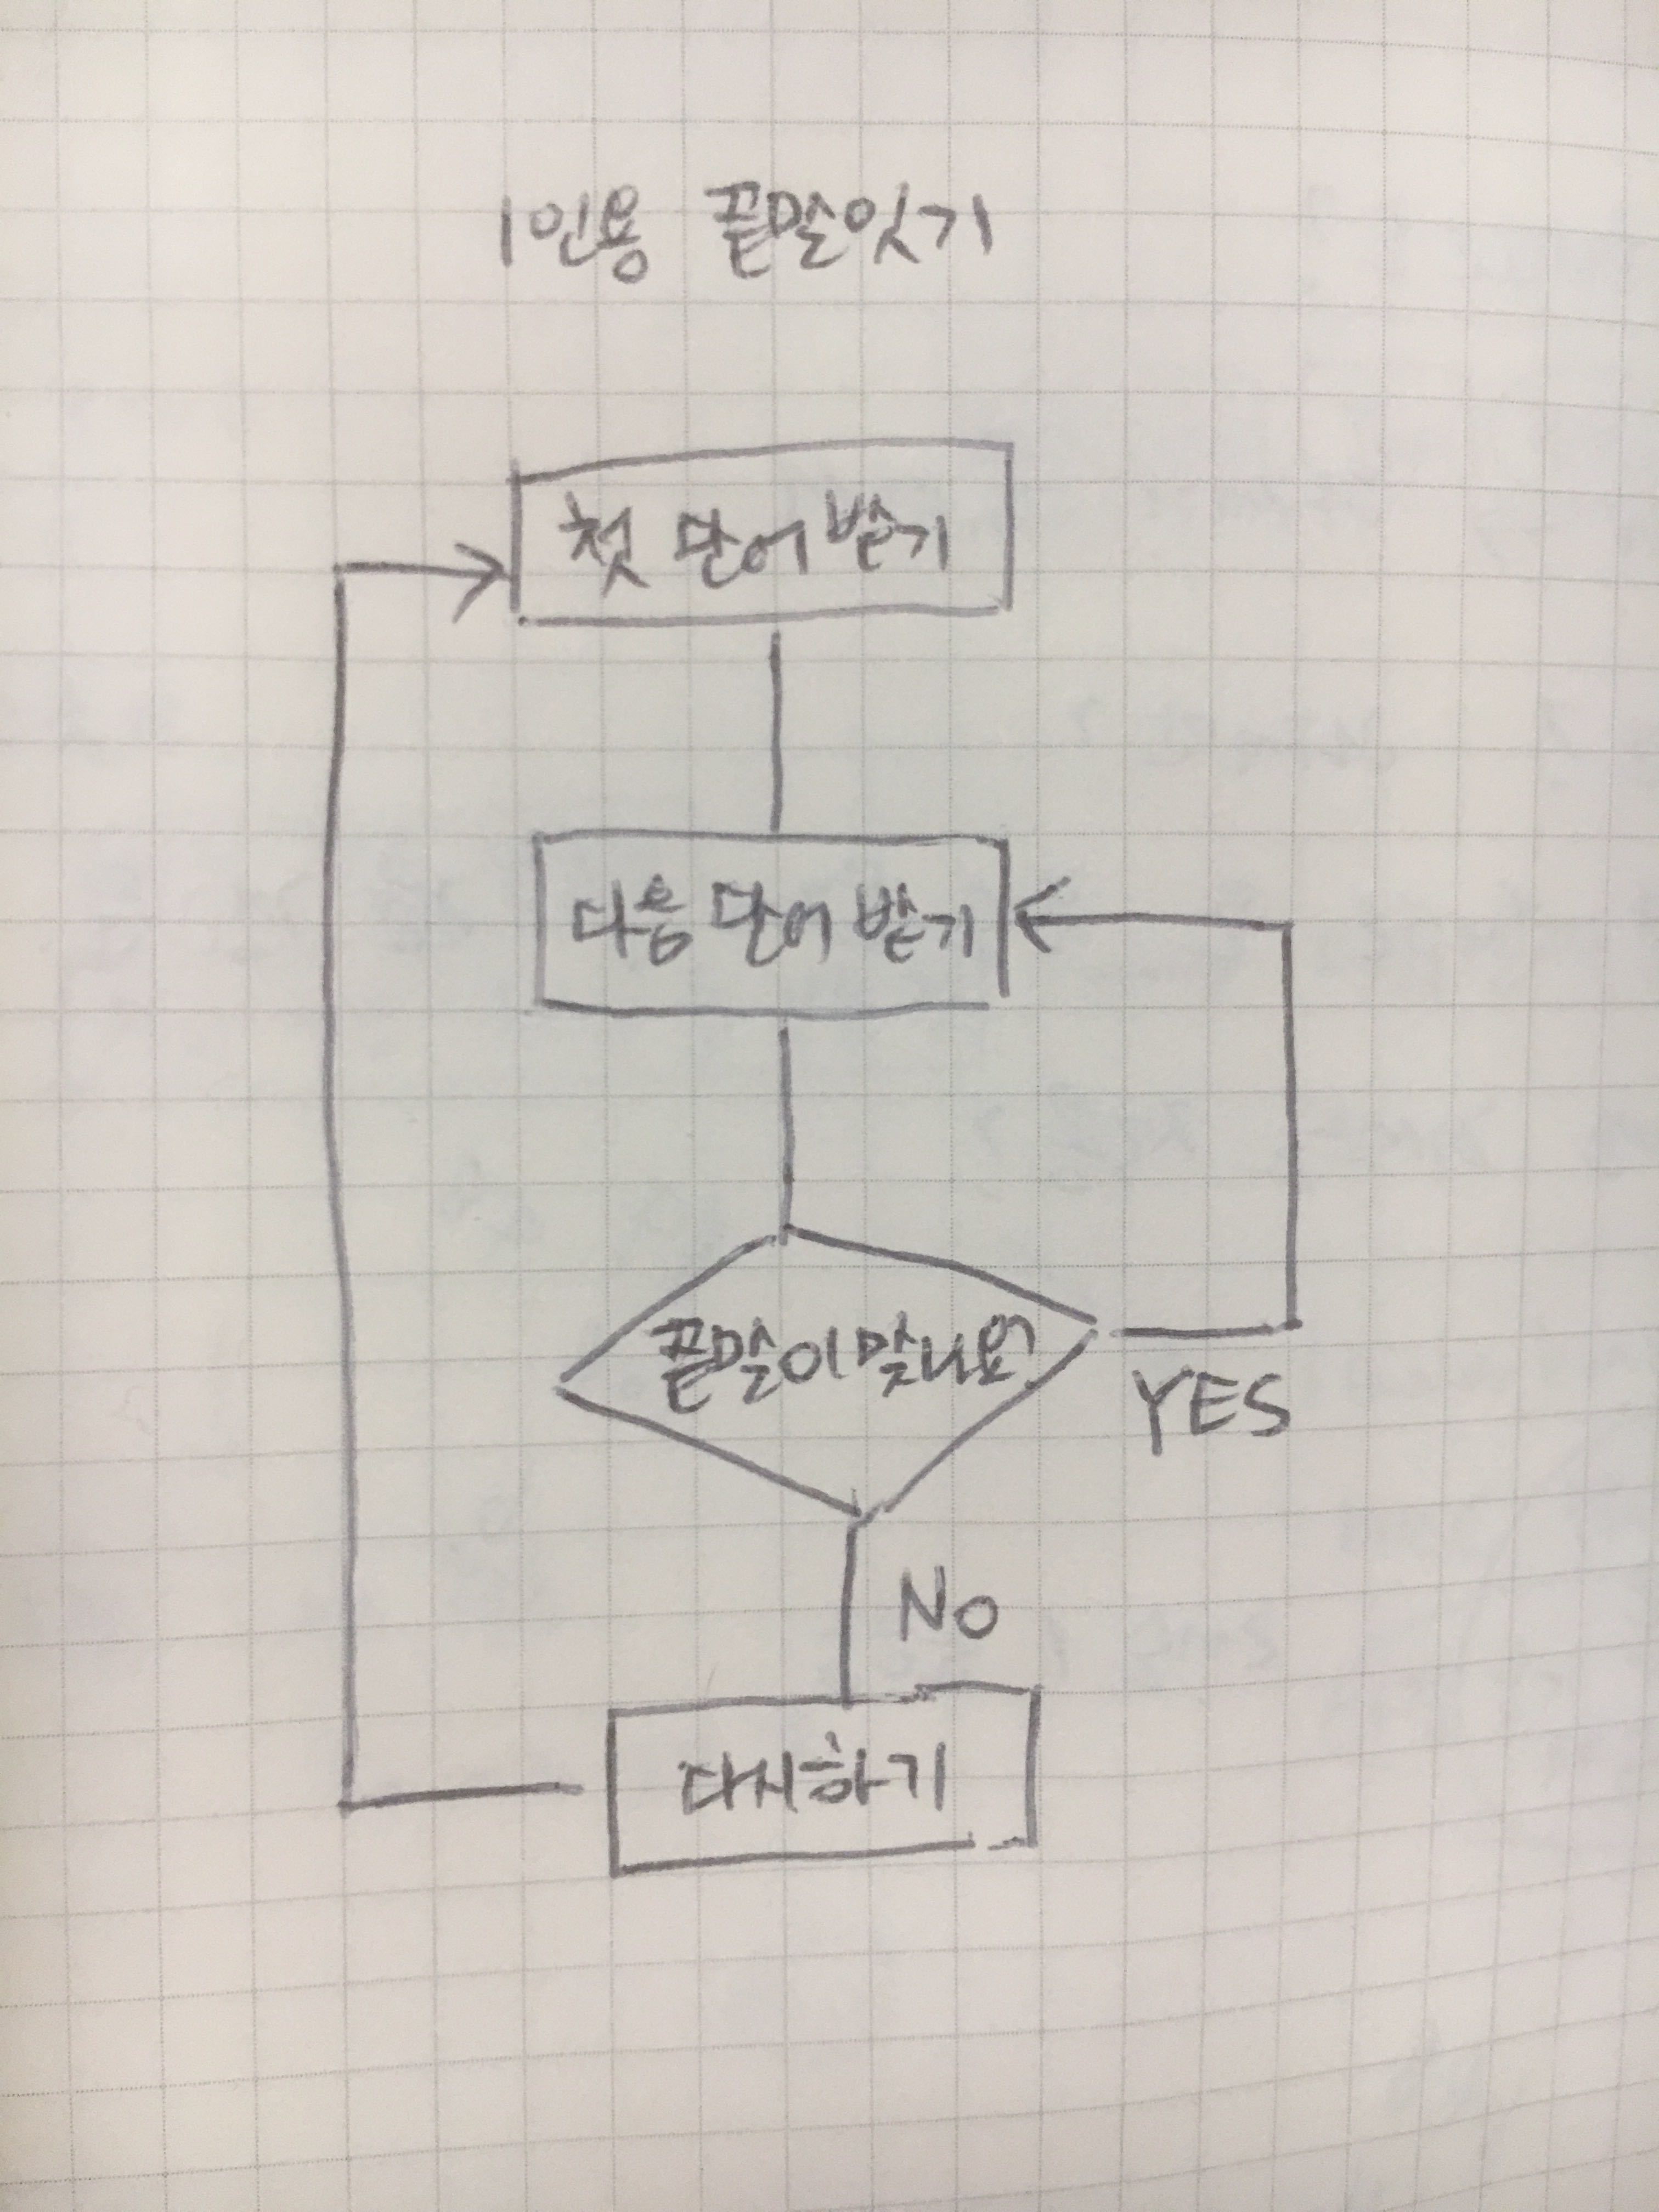 1인용 끝말잇기
첫 단어 받기
다음 단어 받기
끝말이 맞나요?
YES
NO
다시하기